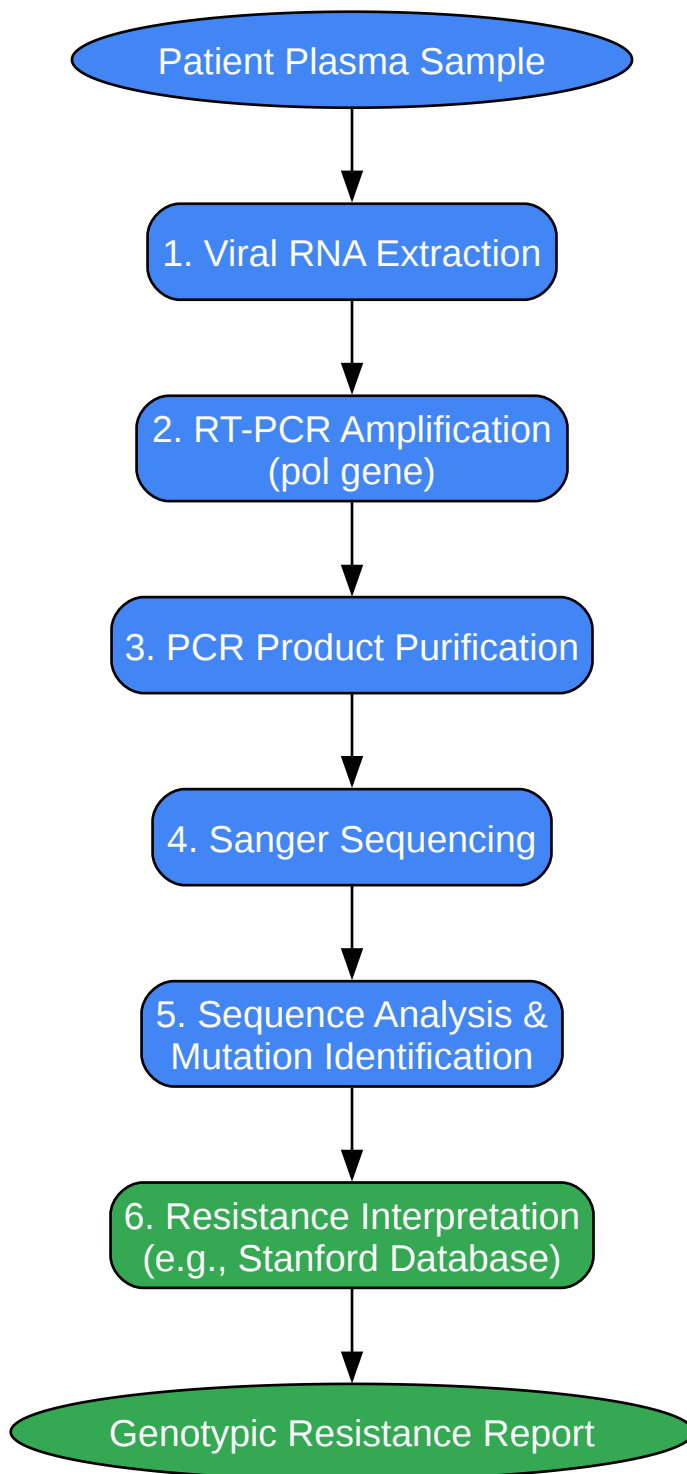 Patient Plasma Sample
1. Viral RNA Extraction
2. RT-PCR Amplification
(pol gene)
3. PCR Product Purification
4. Sanger Sequencing
5. Sequence Analysis &
Mutation Identification
6. Resistance Interpretation
(e.g., Stanford Database)
Genotypic Resistance Report